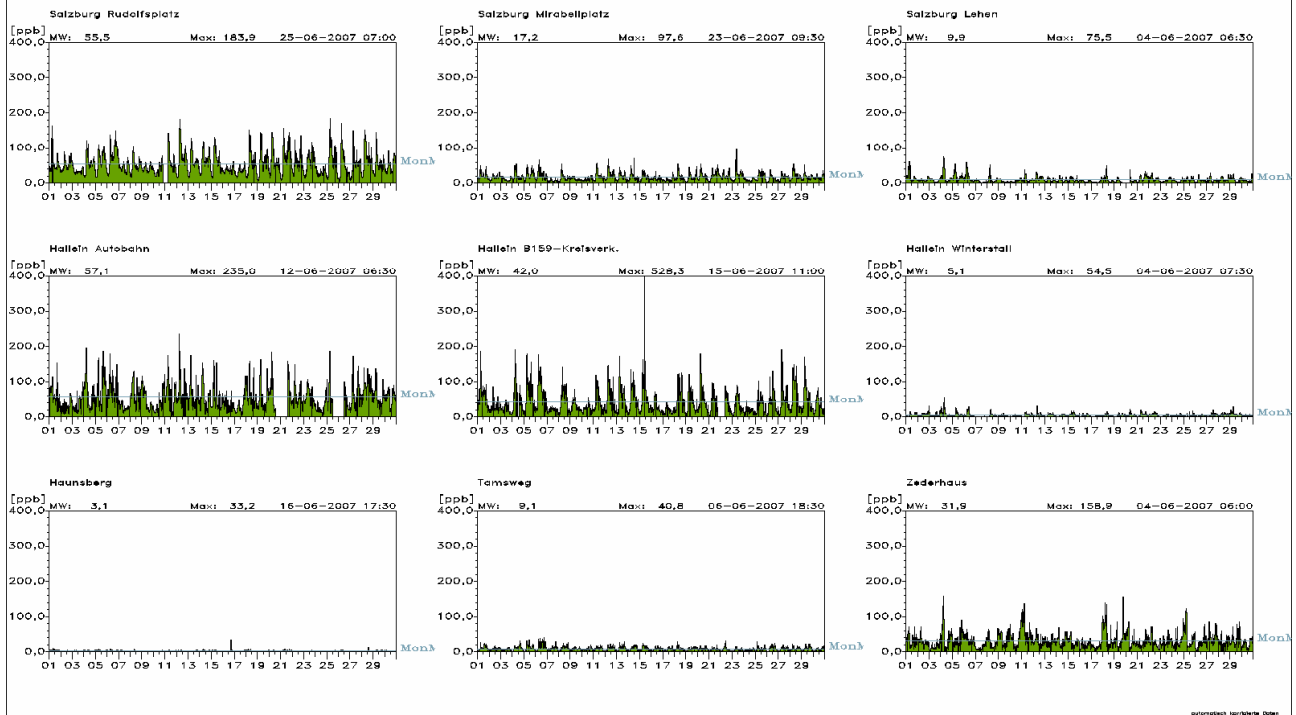 Salzburg Rudolfsplatz
[ppb] MW: 55,5 Max: 183,9 25-06-2007 07:00
400,0
300,0
200,0
100,0
0,0
MonM
01 03 05 07 09 11 13 15 17 19 21 23 25 27 29
Salzburg Mirabellplatz
[ppb] MW: 17,2 Max: 97,6 23-06-2007 09:30
400,0
300,0
200,0
100,0
0,0
MonM
01 03 05 07 09 11 13 15 17 19 21 23 25 27 29
Salzburg Lehen
[ppb] MW: 9,9 Max: 75,5 04-06-2007 06:30
400,0
300,0
200,0
100,0
0,0
MonM
01 03 05 07 09 11 13 15 17 19 21 23 25 27 29
Hallein Autobahn
[ppb] MW: 57,1 Max: 235,0 12-06-2007 06:30
400,0
300,0
200,0
100,0
0,0
MonM
01 03 05 07 09 11 13 15 17 19 21 23 25 27 29
Hallein B159-Kreisverk.
[ppb] MW: 42,0 Max: 528,3 15-06-2007 11:00
400,0
300,0
200,0
100,0
0,0
MonM
01 03 05 07 09 11 13 15 17 19 21 23 25 27 29
Hallein Winterstall
[ppb] MW: 5,1 Max: 54,5 04-06-2007 07:30
400,0
300,0
200,0
100,0
0,0
MonM
01 03 05 07 09 11 13 15 17 19 21 23 25 27 29
Haunsberg
[ppb] MW: 3,1 Max: 33,2 16-06-2007 17:30
400,0
300,0
200,0
100,0
0,0
MonM
01 03 05 07 09 11 13 15 17 19 21 23 25 27 29
Tamsweg
[ppb] MW: 9,1 Max: 40,8 06-06-2007 18:30
400,0
300,0
200,0
100,0
0,0
MonM
01 03 05 07 09 11 13 15 17 19 21 23 25 27 29
Zederhaus
[ppb] MW: 31,9 Max: 158,9 04-06-2007 06:00
400,0
300,0
200,0
100,0
0,0
MonM
01 03 05 07 09 11 13 15 17 19 21 23 25 27 29
automatisch korrigierte Daten